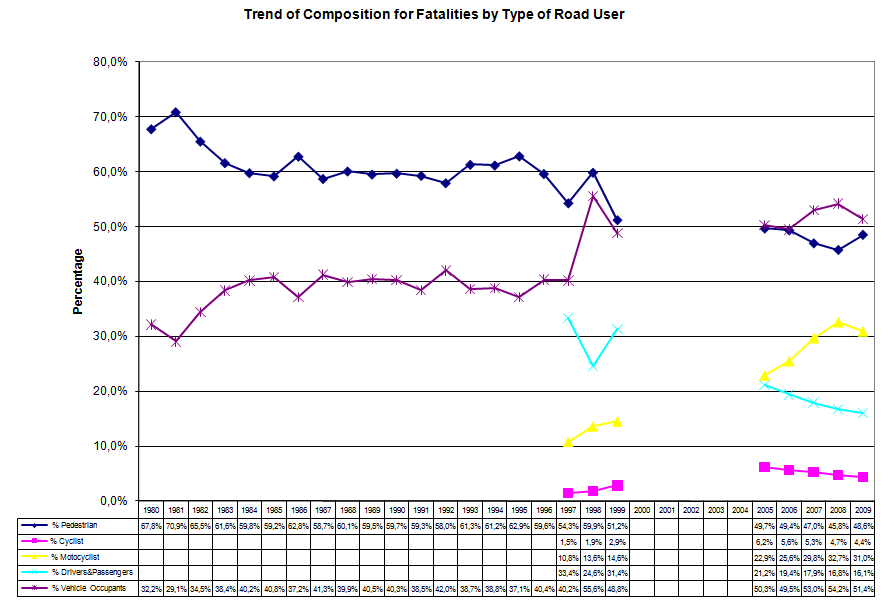 Trend of Composition for Fatalities by Type of Road User
80,0%
70,0%
60,0%
50,0%
40,0%
30,0%
20,0%
10,0%
0,0%
Percentage
1980 1981 1982 1983 1984 1985 1986 1987 1988 1989 1990 1991 1992 1993 1994 1995 1996 1997 1998 1999 2000 2001 2002 2003 2004 2005 2006 2007 2008 2009
% Pedestrian 67,8% 70,9% 65,5% 61,6% 59,8% 59,2% 62,8% 58,7% 60,1% 59,5% 59,7% 59,3% 58,0% 61,3% 61,2% 62,9% 59,6% 54,3% 59,9% 51,2% 49,7% 49,4% 47,0% 45,8% 48,6%
% Cyclist 1,5% 1,9% 2,9% 6,2% 5,6% 5,3% 4,7% 4,4%
% Motocyclist 10,8% 13,6% 14,6% 22,9% 25,6% 29,8% 32,7% 31,0%
% Drivers&Passengers 33,4% 24,6% 31,4% 21,2% 19,4% 17,9% 16,8% 16,1%
% Vehicle Occupants 32,2% 29,1% 34,5% 38,4% 40,2% 40,8% 37,2% 41,3% 39,9% 40,5% 40,3% 38,5% 42,0% 38,7% 38,8% 37,1% 40,4% 40,2% 55,6% 48,8% 50,3% 49,5% 53,0% 54,2% 51,4%